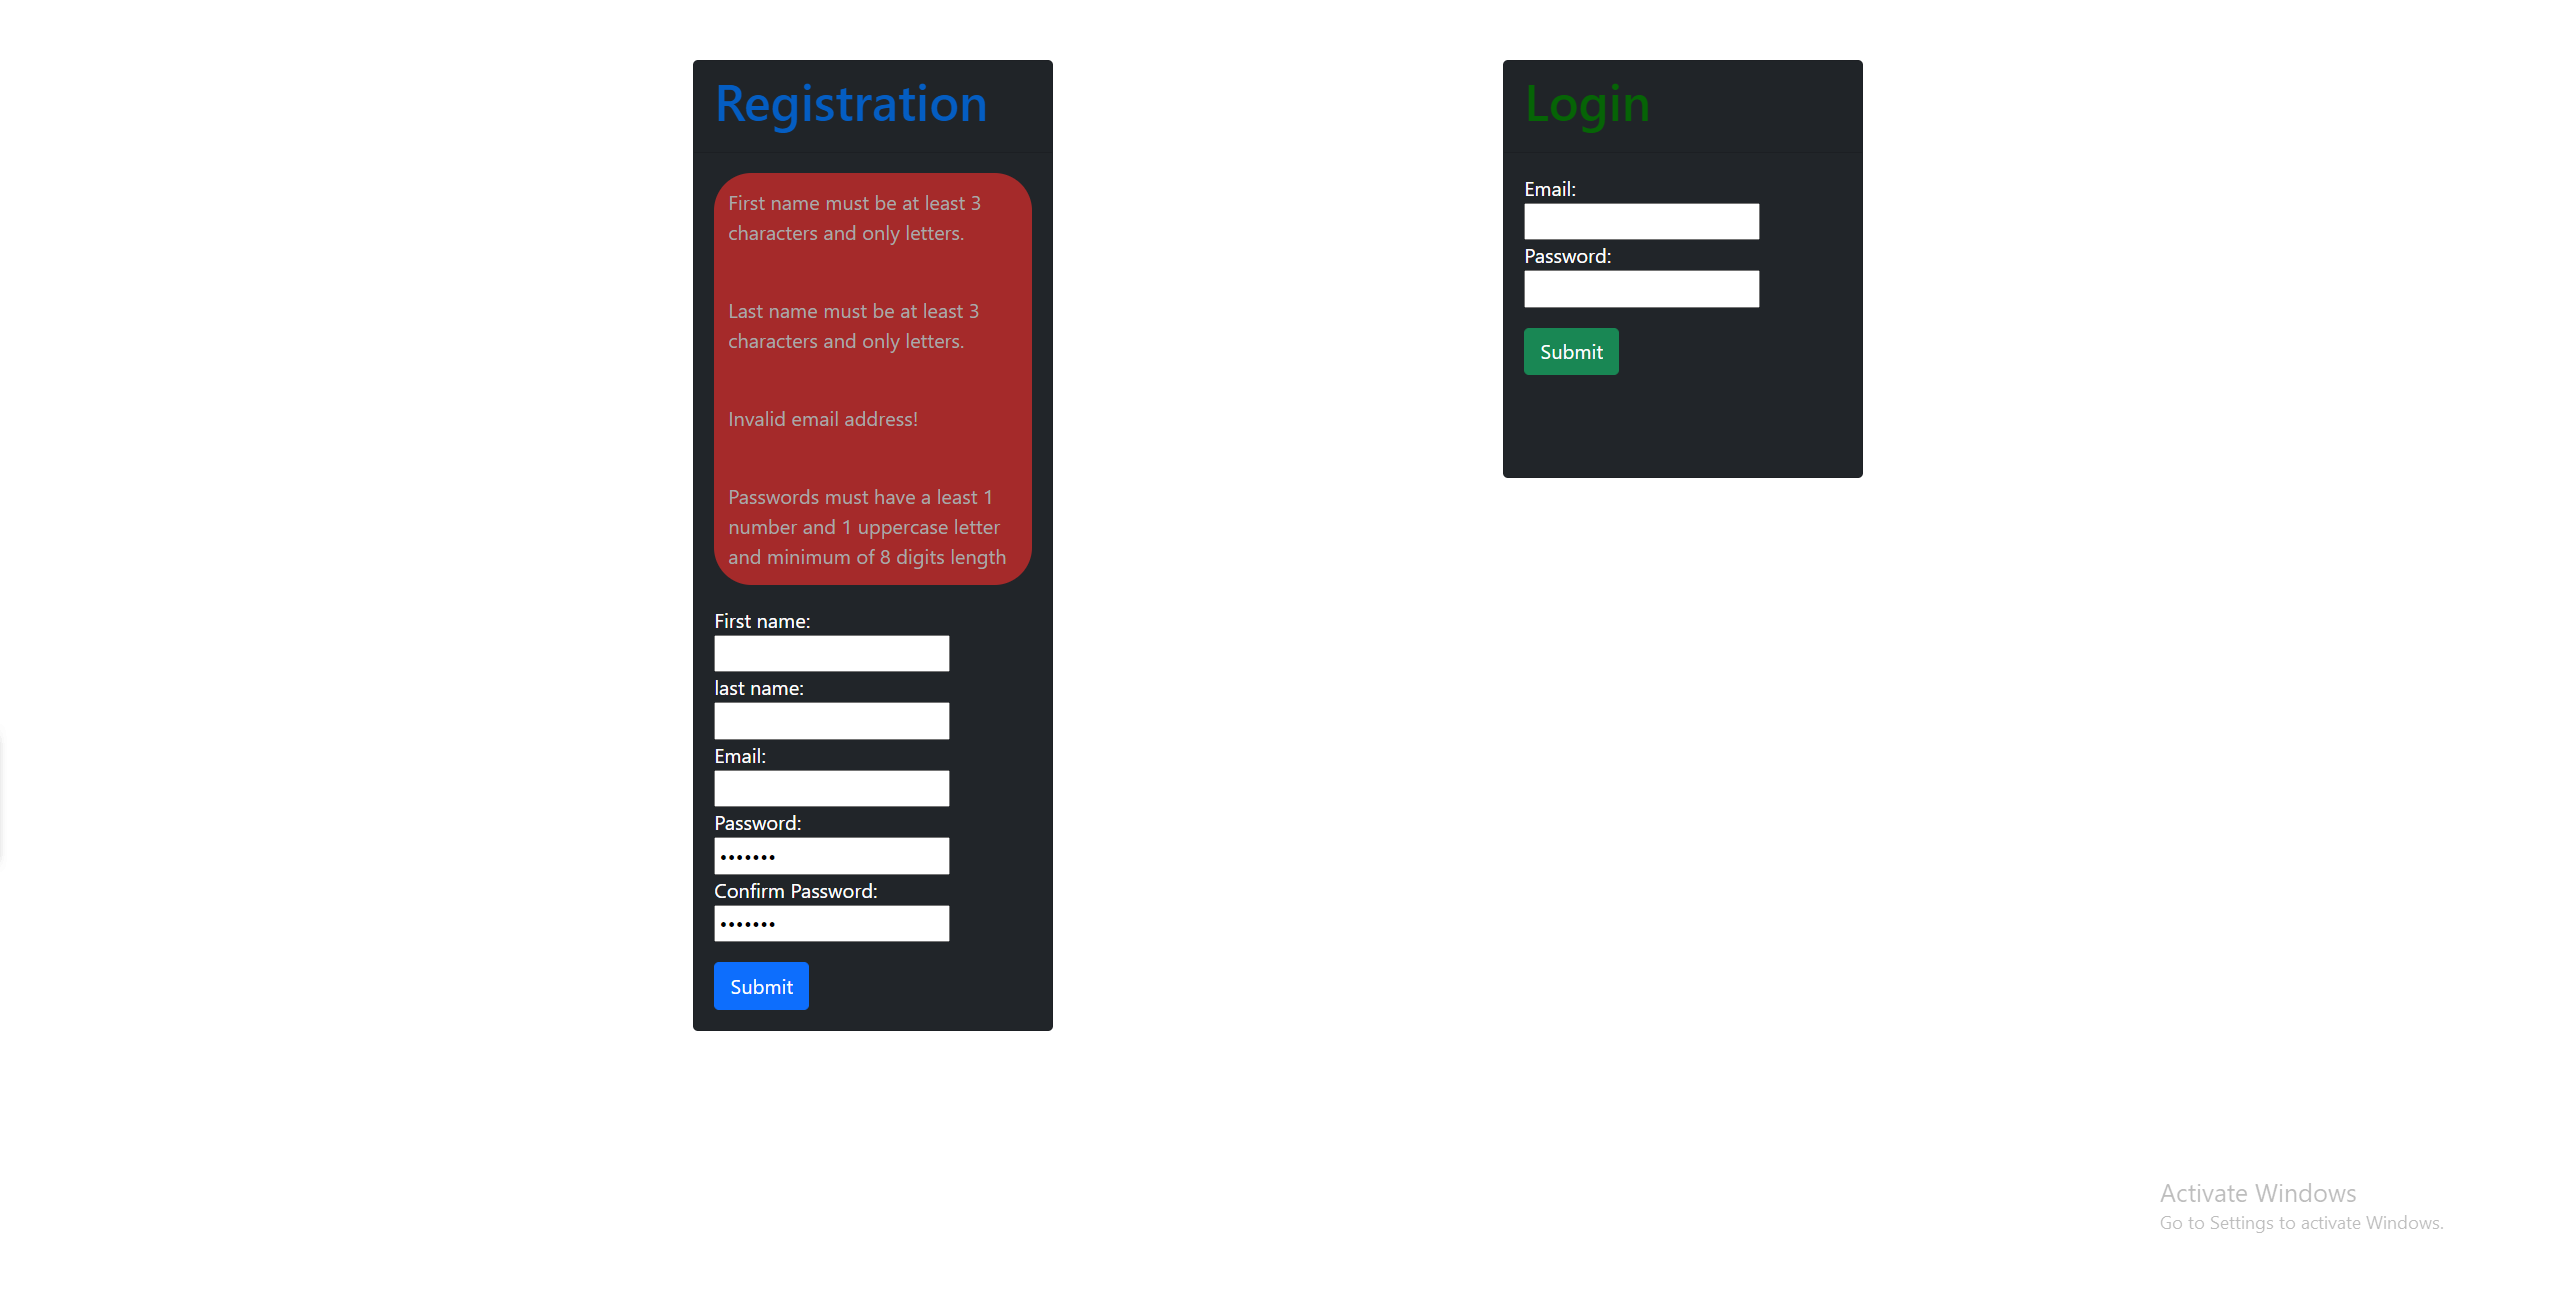 Registration
First name must be at least 3
characters and only letters.
Last name must be at least 3
characters and only letters.
Invalid email address!
Passwords must have a least 1
number and 1 uppercase letter
and minimum of 8 digits length
First name:
last name:
Email:
Password:
•••••••
Confirm Password:
•••••••
Submit
Login
Email:
Password:
Submit
Activate Windows
Go to Settings to activate Windows.